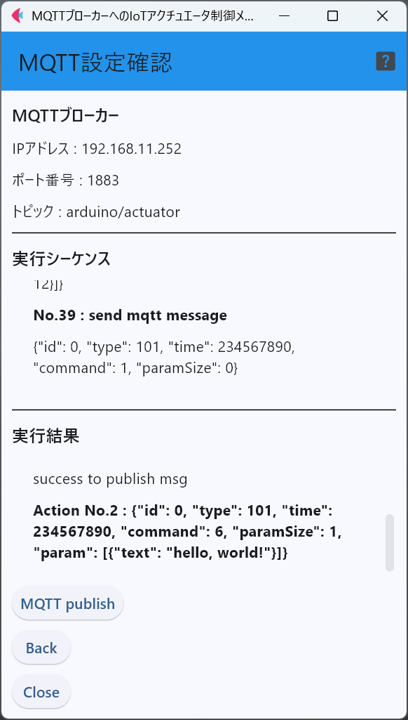 MQTTブローカーへのIoTアクチュエータ制御メ...
MQTT設定確認
?
MQTTブローカー
IPアドレス : 192.168.11.252
ポート番号 : 1883
トピック : arduino/actuator
実行シーケンス
12}]}
No.39 : send mqtt message
{"id": 0, "type": 101, "time": 234567890,
"command": 1, "paramSize": 0}
実行結果
success to publish msg
Action No.2 : {"id": 0, "type": 101, "time":
234567890, "command": 6, "paramSize": 1,
"param": [{"text": "hello, world!"}]}
MQTT publish
Back
Close